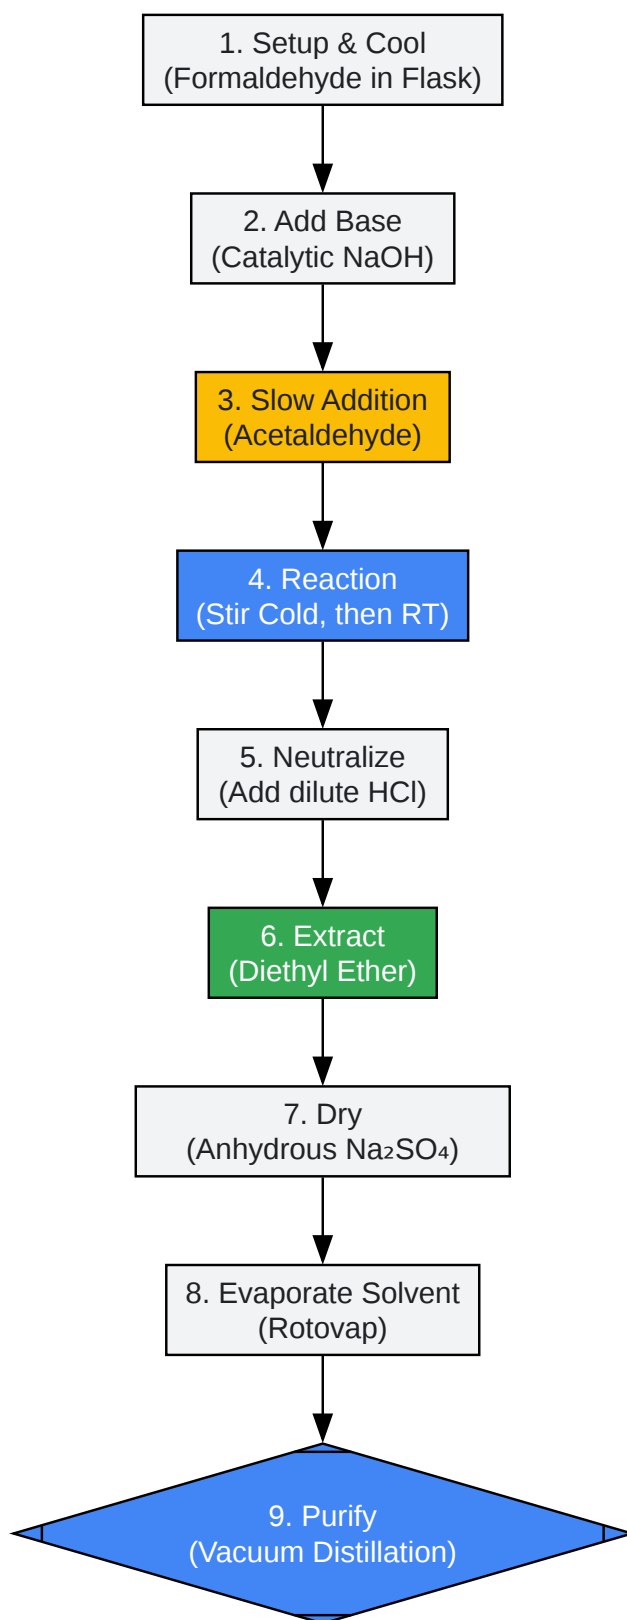 1. Setup & Cool
(Formaldehyde in Flask)
2. Add Base
(Catalytic NaOH)
3. Slow Addition
(Acetaldehyde)
4. Reaction
(Stir Cold, then RT)
5. Neutralize
(Add dilute HCl)
6. Extract
(Diethyl Ether)
7. Dry
(Anhydrous Na₂SO₄)
8. Evaporate Solvent
(Rotovap)
9. Purify
(Vacuum Distillation)